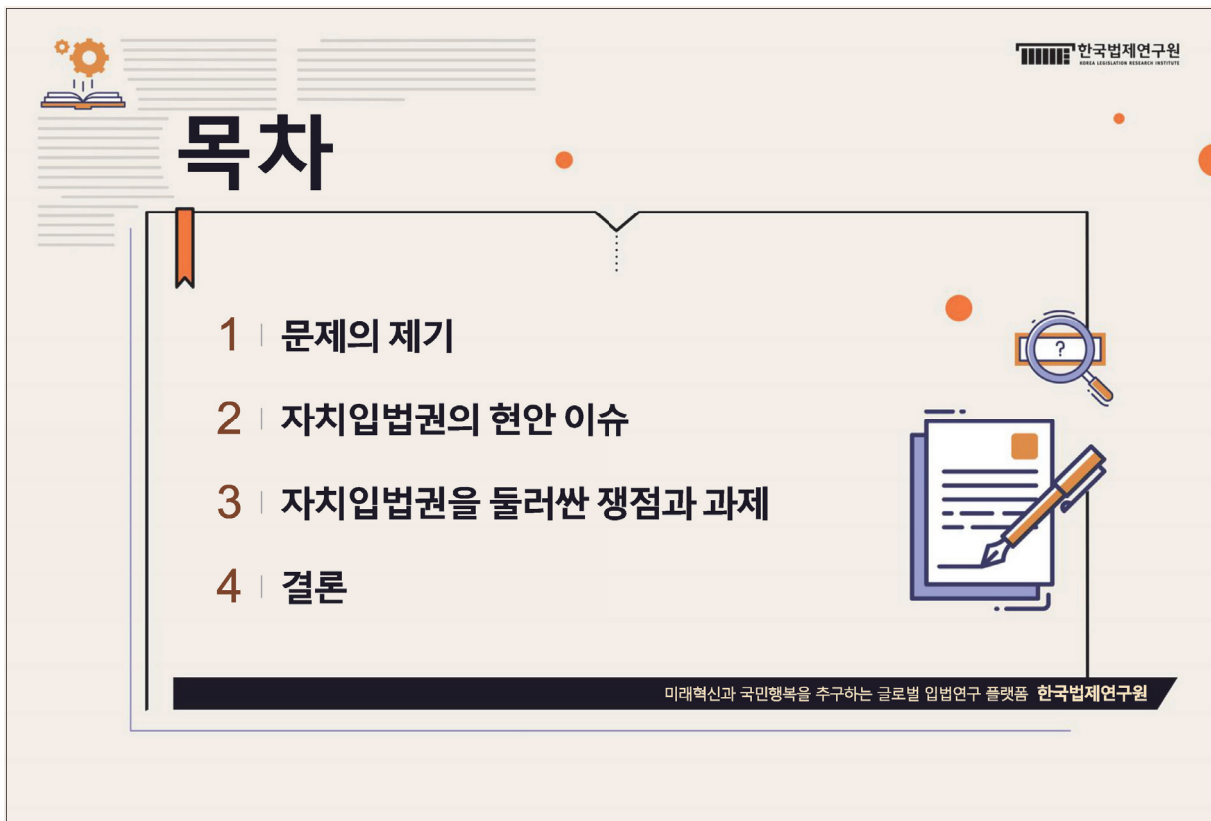 한국법제연구원
KOREA LEGISLATION RESEARCH INSTITUTE
목차
1 문제의 제기
?
2 자치입법권의 현안 이슈
3 자치입법권을 둘러싼 쟁점과 과제
4 결론
미래혁신과 국민행복을 추구하는 글로벌 입법연구 플랫폼 한국법제연구원